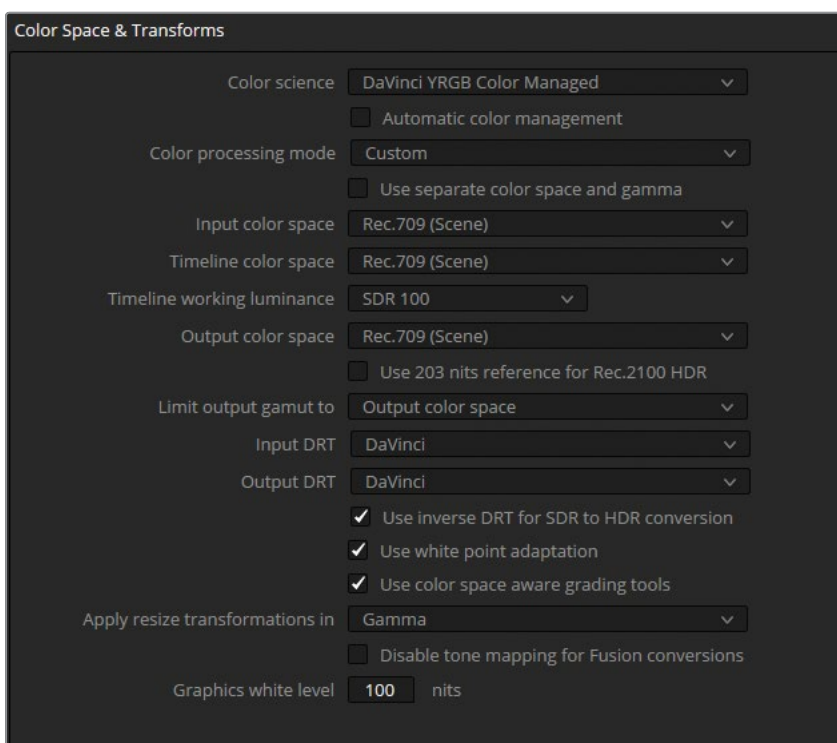 Color Space & Transforms
Color science DaVinci YRGB Color Managed
Automatic color management
Color processing mode Custom
Use separate color space and gamma
Input color space Rec.709 (Scene)
Timeline color space Rec.709 (Scene)
Timeline working luminance SDR 100
Output color space Rec.709 (Scene)
Use 203 nits reference for Rec.2100 HDR
Limit output gamut to Output color space
Input DRT DaVinci
Output DRT DaVinci
Use inverse DRT for SDR to HDR conversion
Use white point adaptation
Use color space aware grading tools
Apply resize transformations in Gamma
Disable tone mapping for Fusion conversions
Graphics white level 100 nits